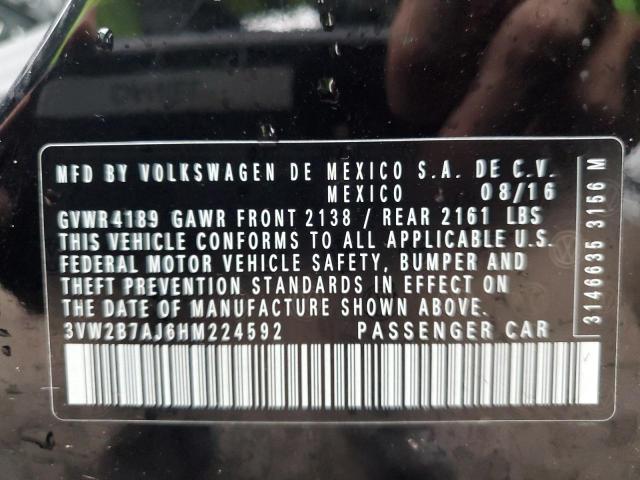 MFD BY VOLKSWAGEN DE MEXICO S.A. DE C.V.
MEXICO 08/16
GVWR4189 GAWR FRONT 2138 / REAR 2161 LBS
THIS VEHICLE CONFORMS TO ALL APPLICABLE U.S.
FEDERAL MOTOR VEHICLE SAFETY, BUMPER AND
THEFT PREVENTION STANDARDS IN EFFECT ON
THE DATE OF MANUFACTURE SHOWN ABOVE.
3VW2B7AJ6HM224592 PASSENGER CAR
3146635 3156 M